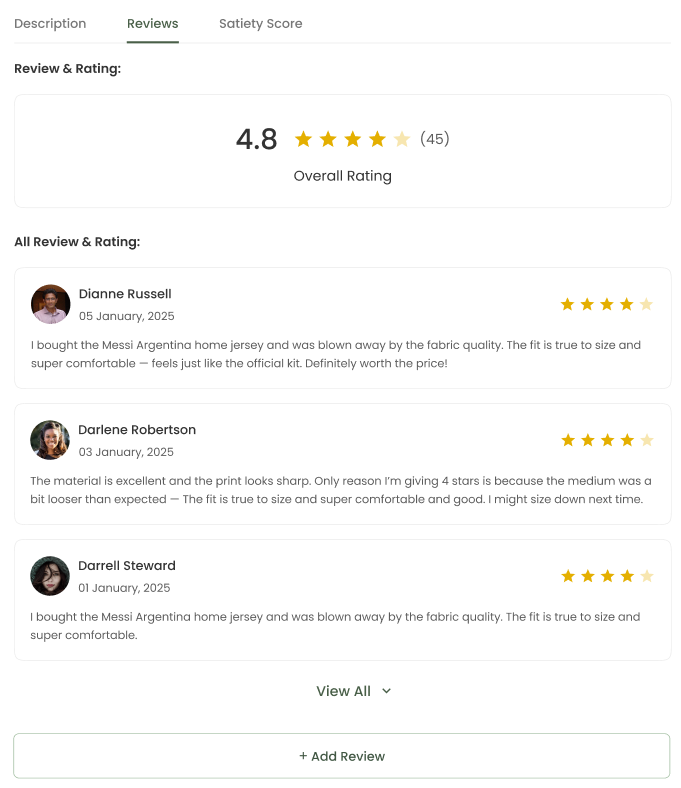 Description Reviews Satiety Score
Review & Rating:
4.8 (45)
Overall Rating
All Review & Rating:
Dianne Russell
05 January, 2025
I bought the Messi Argentina home jersey and was blown away by the fabric quality. The fit is true to size and
super comfortable — feels just like the official kit. Definitely worth the price!
Darlene Robertson
03 January, 2025
The material is excellent and the print looks sharp. Only reason I'm giving 4 stars is because the medium was a
bit looser than expected — The fit is true to size and super comfortable and good. I might size down next time.
Darrell Steward
01 January, 2025
I bought the Messi Argentina home jersey and was blown away by the fabric quality. The fit is true to size and
super comfortable.
View All
+ Add Review